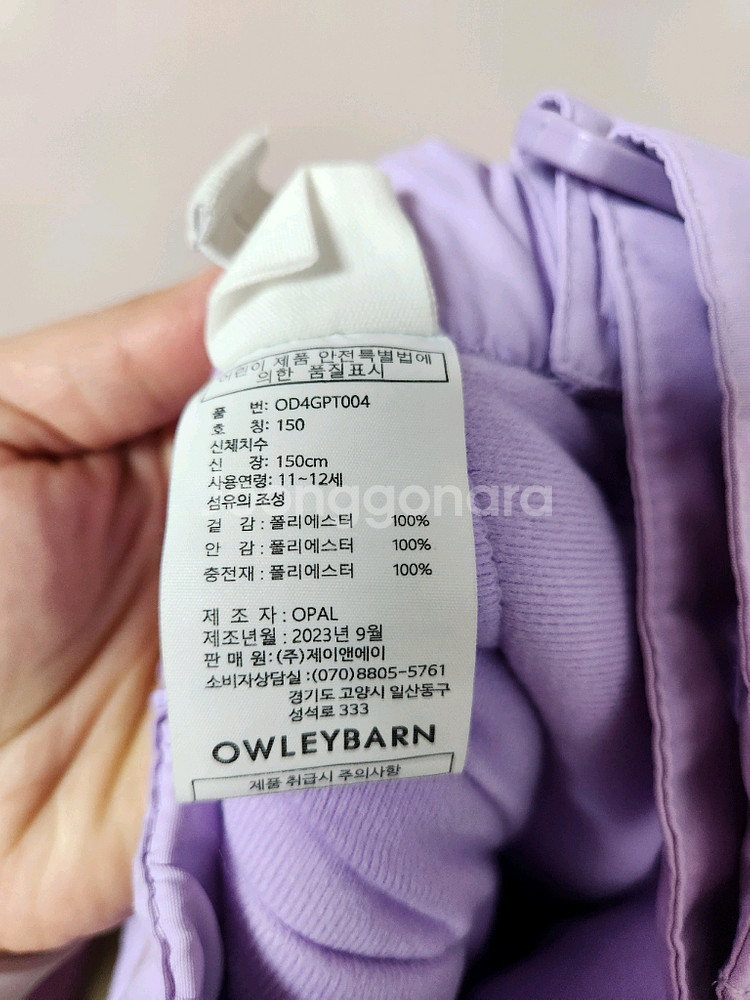 어린이 제품 안전특별법에
의한 품질표시
품 번: OD4GPT004
호 칭: 150
신체치수
신 장: 150cm
사용연령: 11~12세
섬유의 조성
겉 감 : 폴리에스터 100%
안 감 : 폴리에스터 100%
충전재 : 폴리에스터 100%
제 조 자 : OPAL
제조년월 : 2023년 9월
판 매 원 : (주)제이앤에이
소비자상담실 : (070)8805-5761
경기도 고양시 일산동구
성석로 333
OWLEYBARN
제품 취급시 주의사항